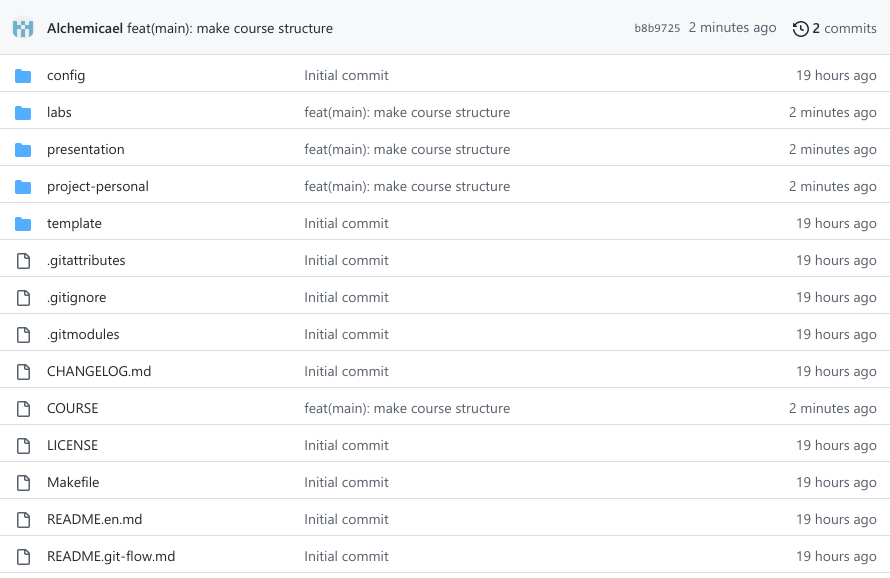 Alchemicael feat(main): make course structure b8b9725 2 minutes ago 2 commits
config Initial commit 19 hours ago
labs feat(main): make course structure 2 minutes ago
presentation feat(main): make course structure 2 minutes ago
project-personal feat(main): make course structure 2 minutes ago
template Initial commit 19 hours ago
.gitattributes Initial commit 19 hours ago
.gitignore Initial commit 19 hours ago
.gitmodules Initial commit 19 hours ago
CHANGELOG.md Initial commit 19 hours ago
COURSE feat(main): make course structure 2 minutes ago
LICENSE Initial commit 19 hours ago
Makefile Initial commit 19 hours ago
README.en.md Initial commit 19 hours ago
README.git-flow.md Initial commit 19 hours ago